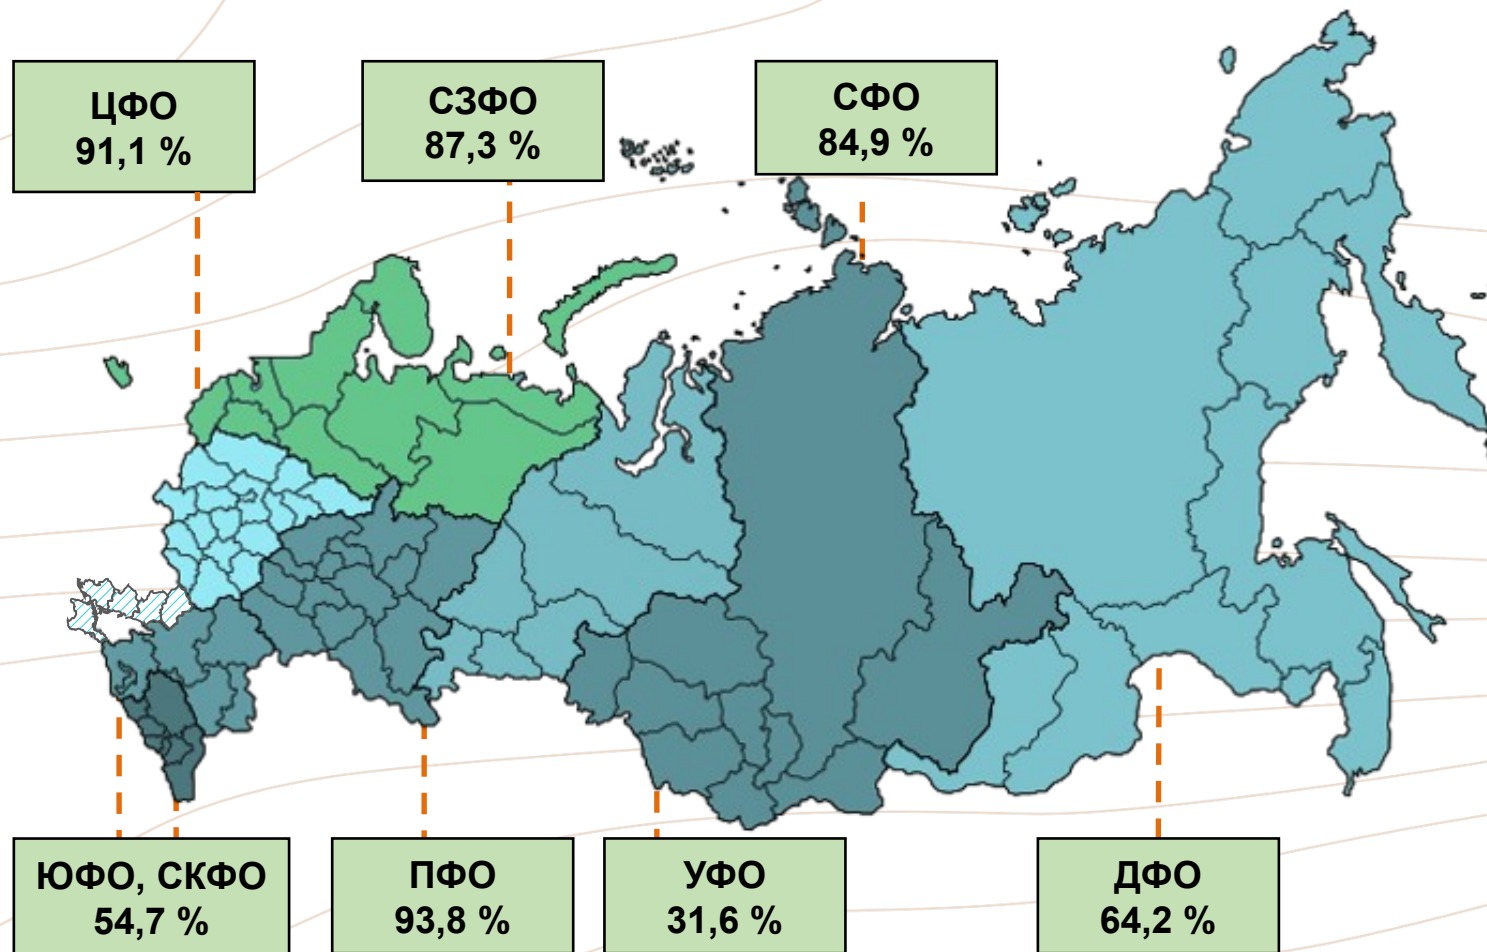 ЦФО
91,1 %
СЗФО
87,3 %
СФО
84,9 %
ЮФО, СКФО
54,7 %
ПФО
93,8 %
УФО
31,6 %
ДФО
64,2 %